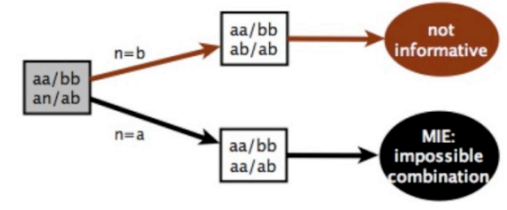 aa/bb
an/ab
n=b
n=a
aa/bb
ab/ab
aa/bb
aa/ab
not
informative
MIE:
impossible
combination